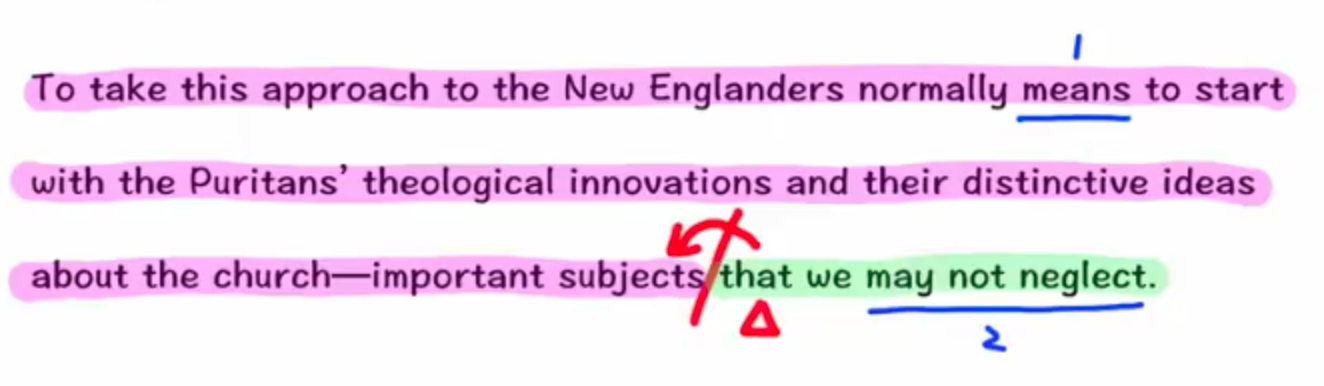 1
To take this approach to the New Englanders normally means to start
with the Puritans’ theological innovations and their distinctive ideas
about the church—important subjects that we may not neglect.
2